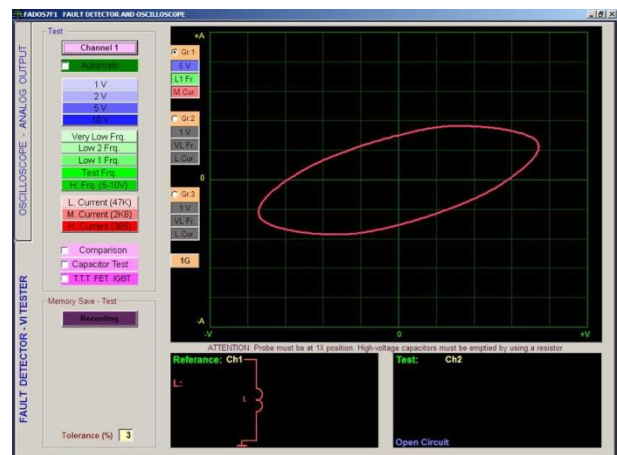 FADOS7F1 FAULT DETECTOR AND OSCILLOSCOPE
OSCILLOSCOPE - ANALOG OUTPUT
FAULT DETECTOR - VI TESTER
Test
Channel 1
Automatic
1 V
2 V
5 V
10 V
Very Low Frq.
Low 2 Frq.
Low 1 Frq.
Test Frq.
H. Frq. (5-10V)
L. Current (47K)
M. Current (2K6)
H. Current (385)
Comparison
Capacitor Test
T.T.T. FET IGBT
Memory Save - Test
Recording
Tolerance (%) 3
Gr.1
5 V
L1 Fr.
M Cur.
Gr.2
1 V
VL Fr.
L Cur.
Gr.3
1 V
VL Fr.
L Cur.
1G
+A
0
-A
-V
0
+V
ATTENTION: Probe must be at 1X position. High-voltage capacitors must be emptied by using a resistor.
Referance: Ch1
L:
L
Test: Ch2
Open Circuit